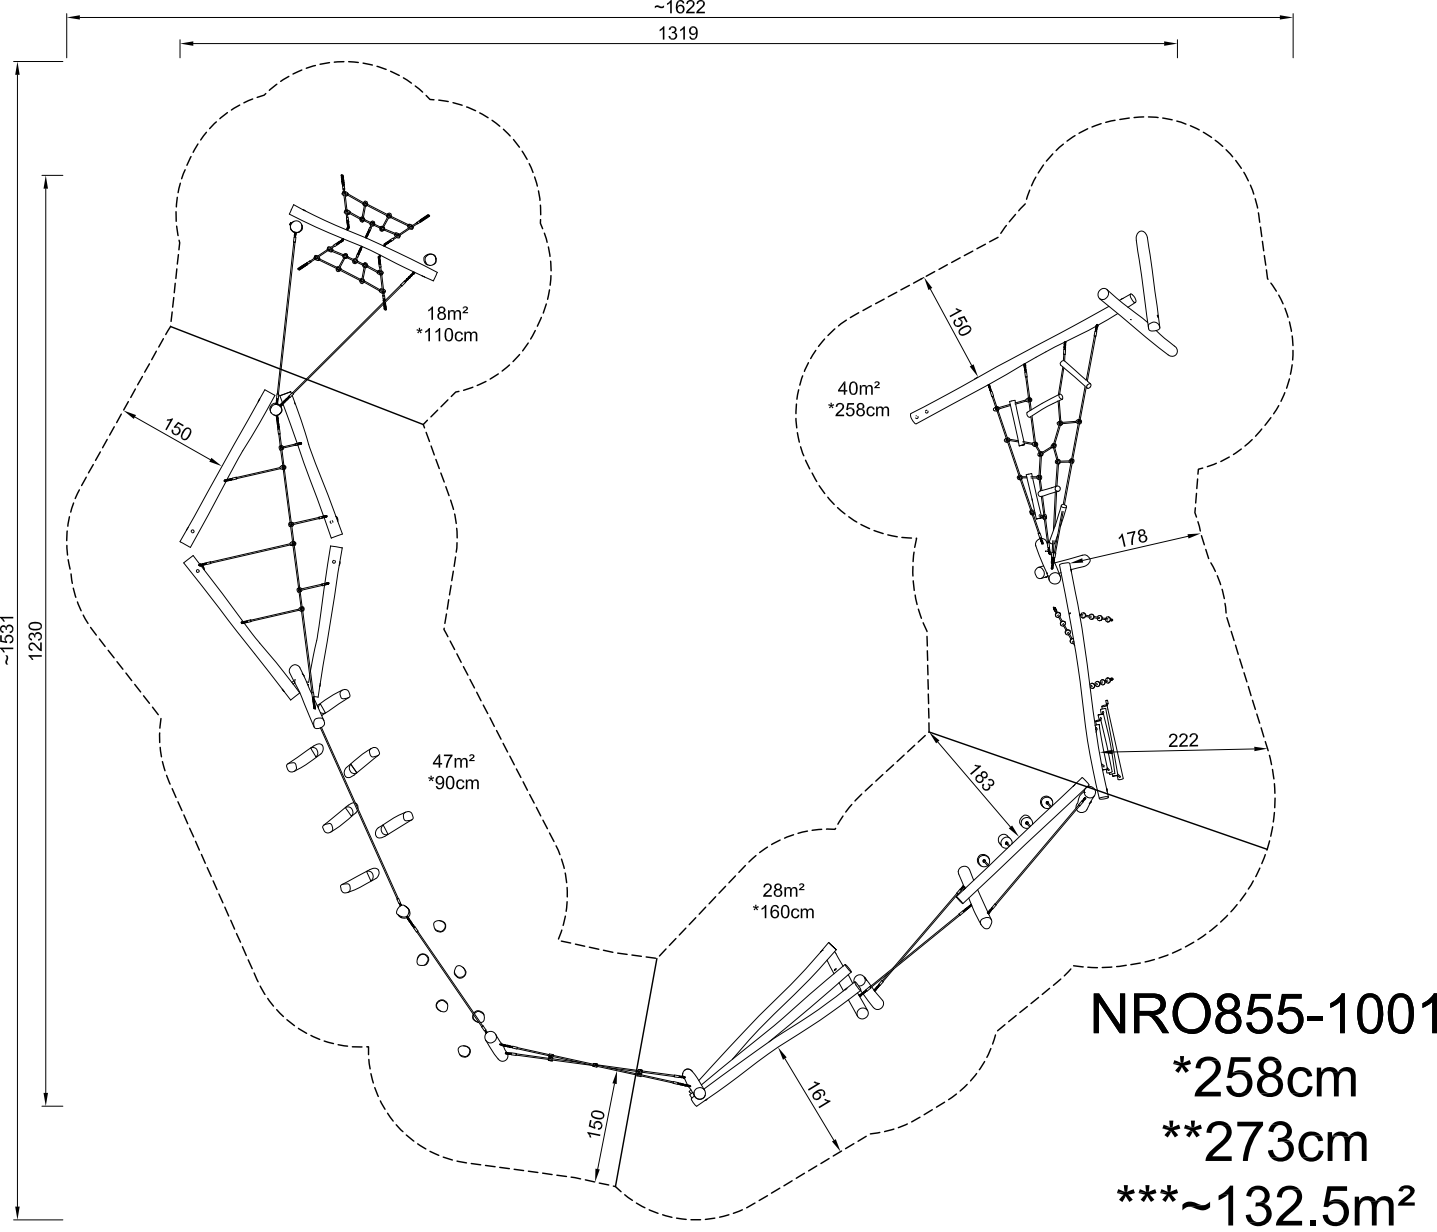 ~1622
1319
~1531
1230
18m²
*110cm
150
150
40m²
*258cm
178
47m²
*90cm
222
183
28m²
*160cm
150
161
NRO855-1001
*258cm
**273cm
***~132.5m²